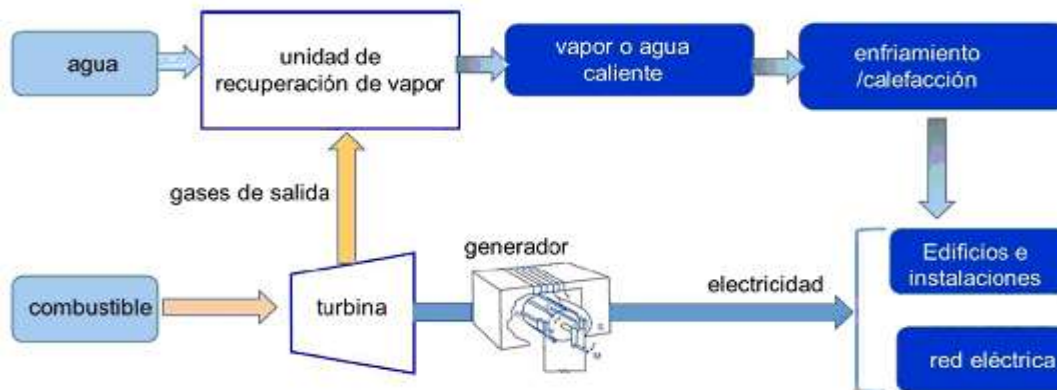 agua
unidad de
recuperación de vapor
vapor o agua
caliente
enfriamiento
/calefacción
gases de salida
generador
Edificios e
instalaciones
combustible
turbina
electricidad
red eléctrica